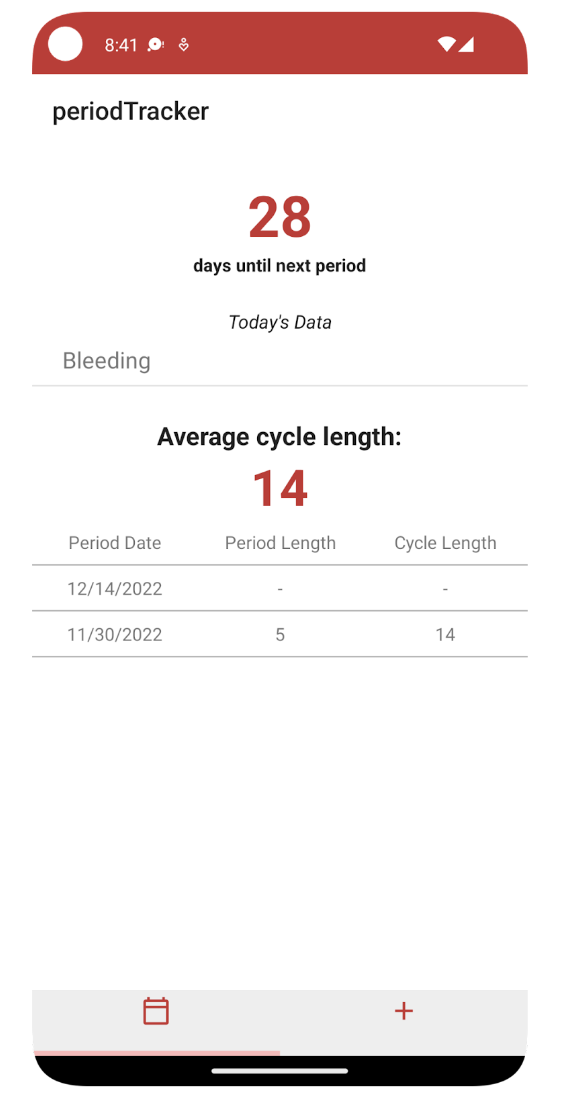 8:41
periodTracker
28
days until next period
Today's Data
Bleeding
Average cycle length:
14
Period Date Period Length Cycle Length
12/14/2022 - -
11/30/2022 5 14